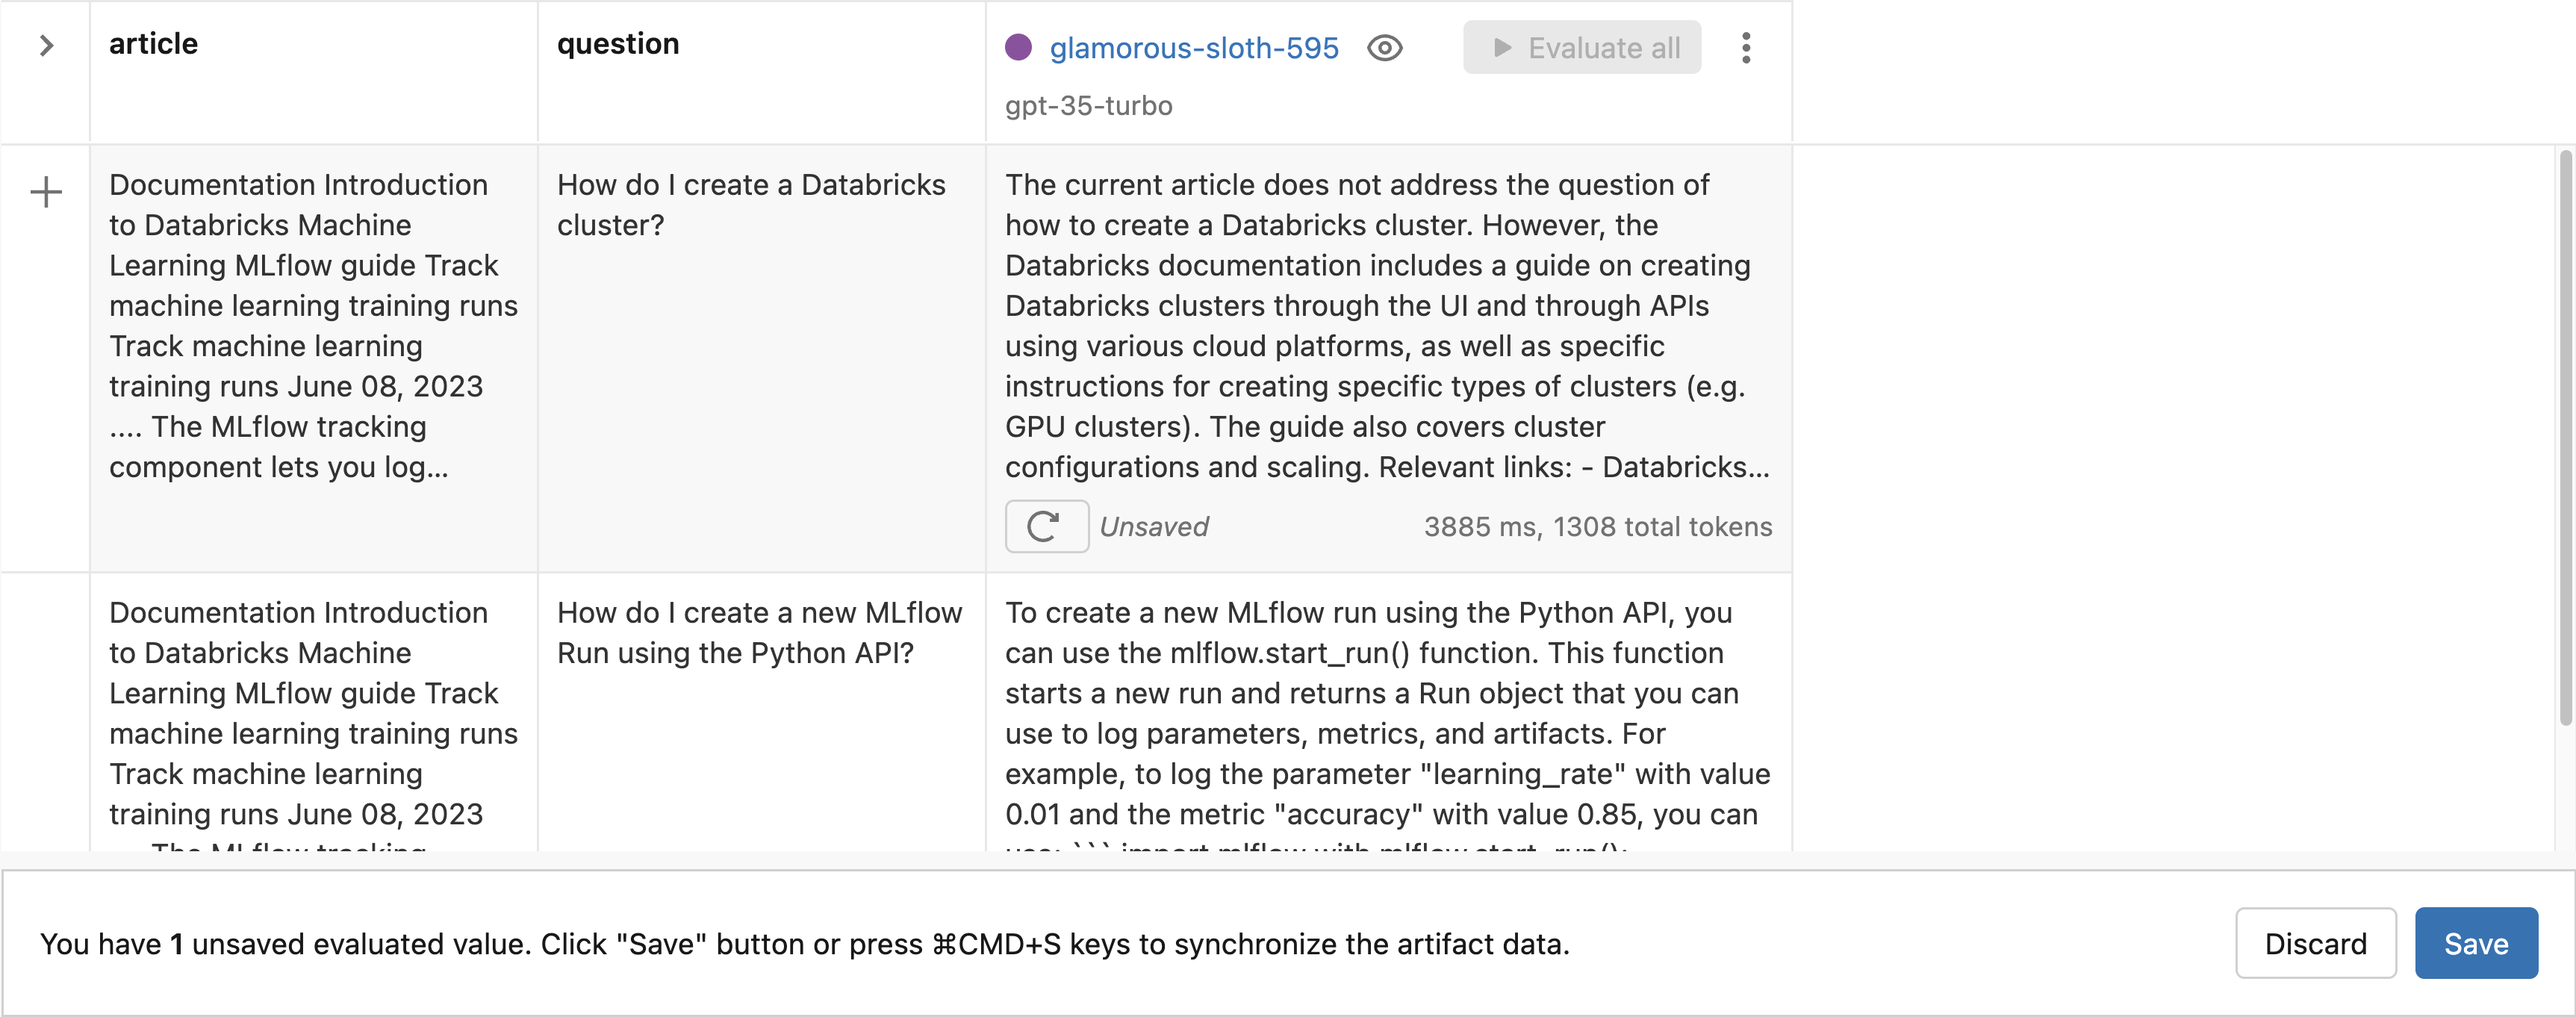 article
question
glamorous-sloth-595
Evaluate all
gpt-35-turbo
Documentation Introduction
to Databricks Machine
Learning MLflow guide Track
machine learning training runs
Track machine learning
training runs June 08, 2023
.... The MLflow tracking
component lets you log...
How do I create a Databricks
cluster?
The current article does not address the question of
how to create a Databricks cluster. However, the
Databricks documentation includes a guide on creating
Databricks clusters through the UI and through APIs
using various cloud platforms, as well as specific
instructions for creating specific types of clusters (e.g.
GPU clusters). The guide also covers cluster
configurations and scaling. Relevant links: - Databricks...
Unsaved
3885 ms, 1308 total tokens
Documentation Introduction
to Databricks Machine
Learning MLflow guide Track
machine learning training runs
Track machine learning
training runs June 08, 2023
.... The MLflow tracking
How do I create a new MLflow
Run using the Python API?
To create a new MLflow run using the Python API, you
can use the mlflow.start_run() function. This function
starts a new run and returns a Run object that you can
use to log parameters, metrics, and artifacts. For
example, to log the parameter "learning_rate" with value
0.01 and the metric "accuracy" with value 0.85, you can
use: ``` import mlflow with mlflow.start_run():
You have 1 unsaved evaluated value. Click "Save" button or press ⌘CMD+S keys to synchronize the artifact data.
Discard
Save